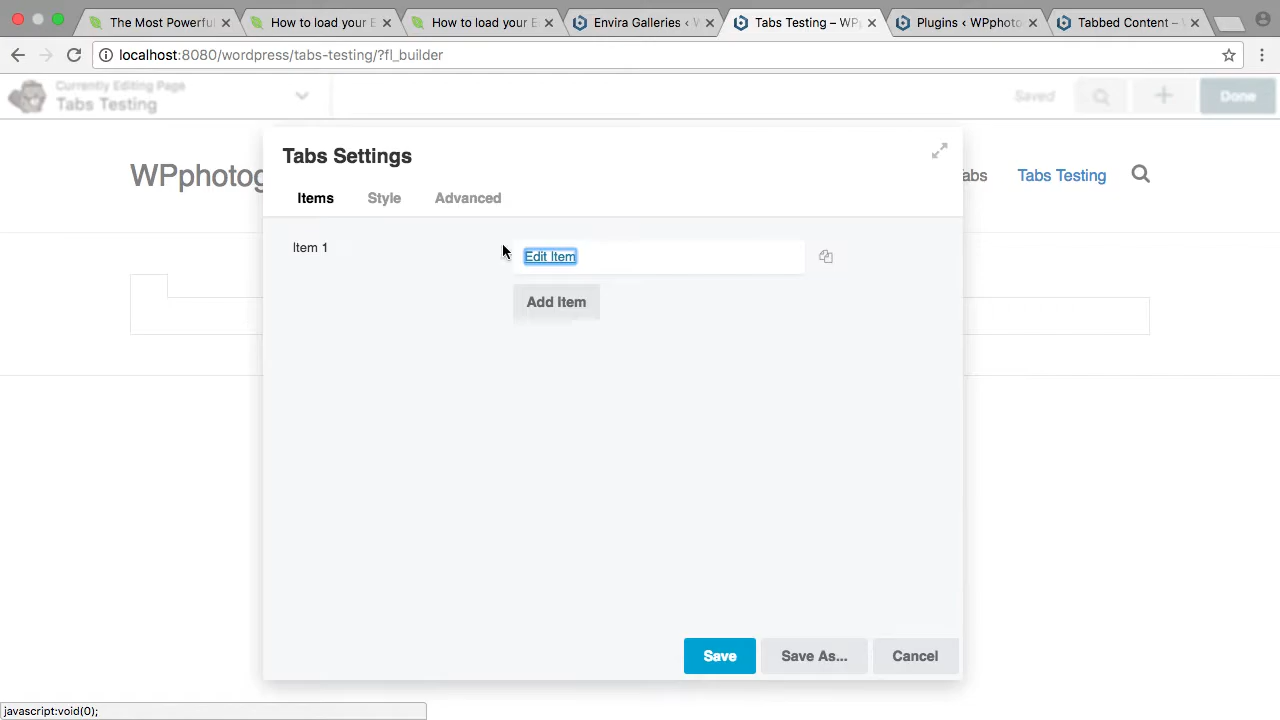 The Most Powerfu
How to load your E
How to load your E
Envira Galleries ‹ W
Tabs Testing – WP
Plugins ‹ WPphoto
Tabbed Content –
localhost:8080/wordpress/tabs-testing/?fl_builder
Currently Editing Page
Tabs Testing
Saved
Done
WPphotog
abs
Tabs Testing
Tabs Settings
Items
Style
Advanced
Item 1
Edit Item
Add Item
Save
Save As...
Cancel
javascript:void(0);